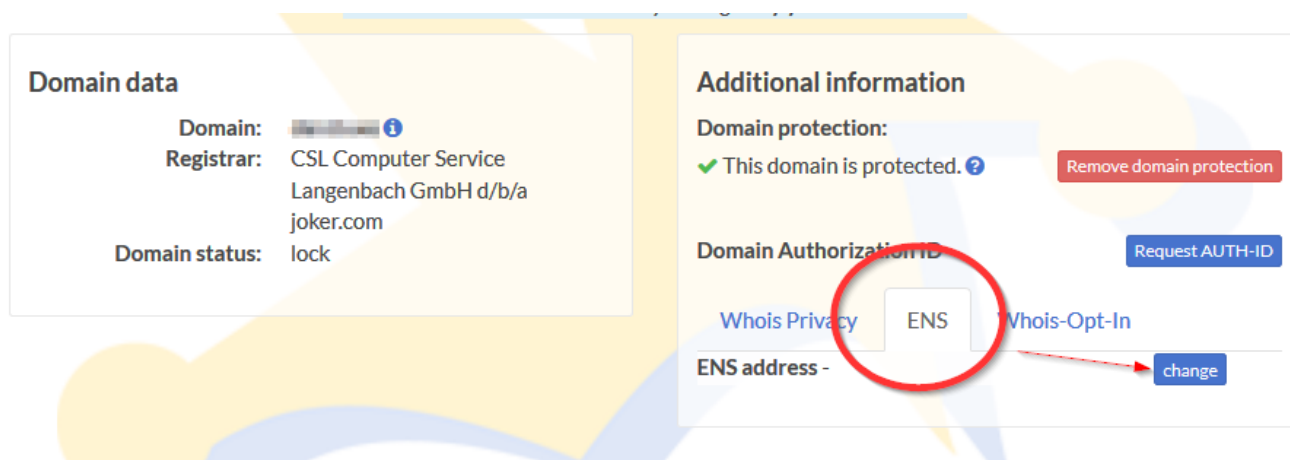 Domain data
Domain:
Registrar: CSL Computer Service
Langenbach GmbH d/b/a
joker.com
Domain status: lock
Additional information
Domain protection:
This domain is protected. Remove domain protection
Domain Authorization ID Request AUTH-ID
Whois Privacy ENS Whois-Opt-In
ENS address - change